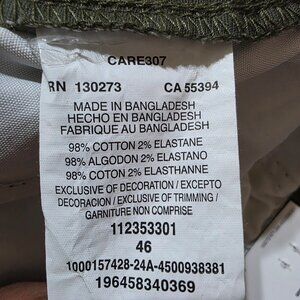 CARE307
RN 130273 CA 55394
MADE IN BANGLADESH
HECHO EN BANGLADESH
FABRIQUE AU BANGLADESH
98% COTTON 2% ELASTANE
98% ALGODON 2% ELASTANO
98% COTON 2% ELASTHANNE
EXCLUSIVE OF DECORATION / EXCEPTO
DECORACION / EXCLUSIVE OF TRIMMING /
GARNITURE NON COMPRISE
112353301
46
1000157428-24A-4500938381
196458340369